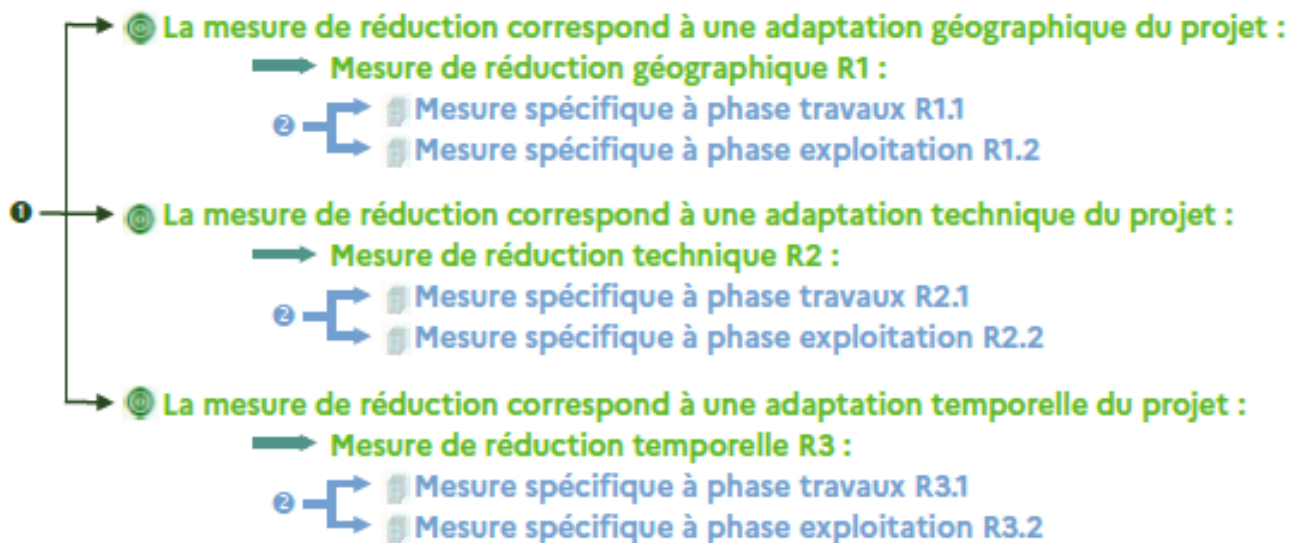 La mesure de réduction correspond à une adaptation géographique du projet :
Mesure de réduction géographique R1 :
❷ Mesure spécifique à phase travaux R1.1
Mesure spécifique à phase exploitation R1.2
❶ La mesure de réduction correspond à une adaptation technique du projet :
Mesure de réduction technique R2 :
❷ Mesure spécifique à phase travaux R2.1
Mesure spécifique à phase exploitation R2.2
La mesure de réduction correspond à une adaptation temporelle du projet :
Mesure de réduction temporelle R3 :
❷ Mesure spécifique à phase travaux R3.1
Mesure spécifique à phase exploitation R3.2